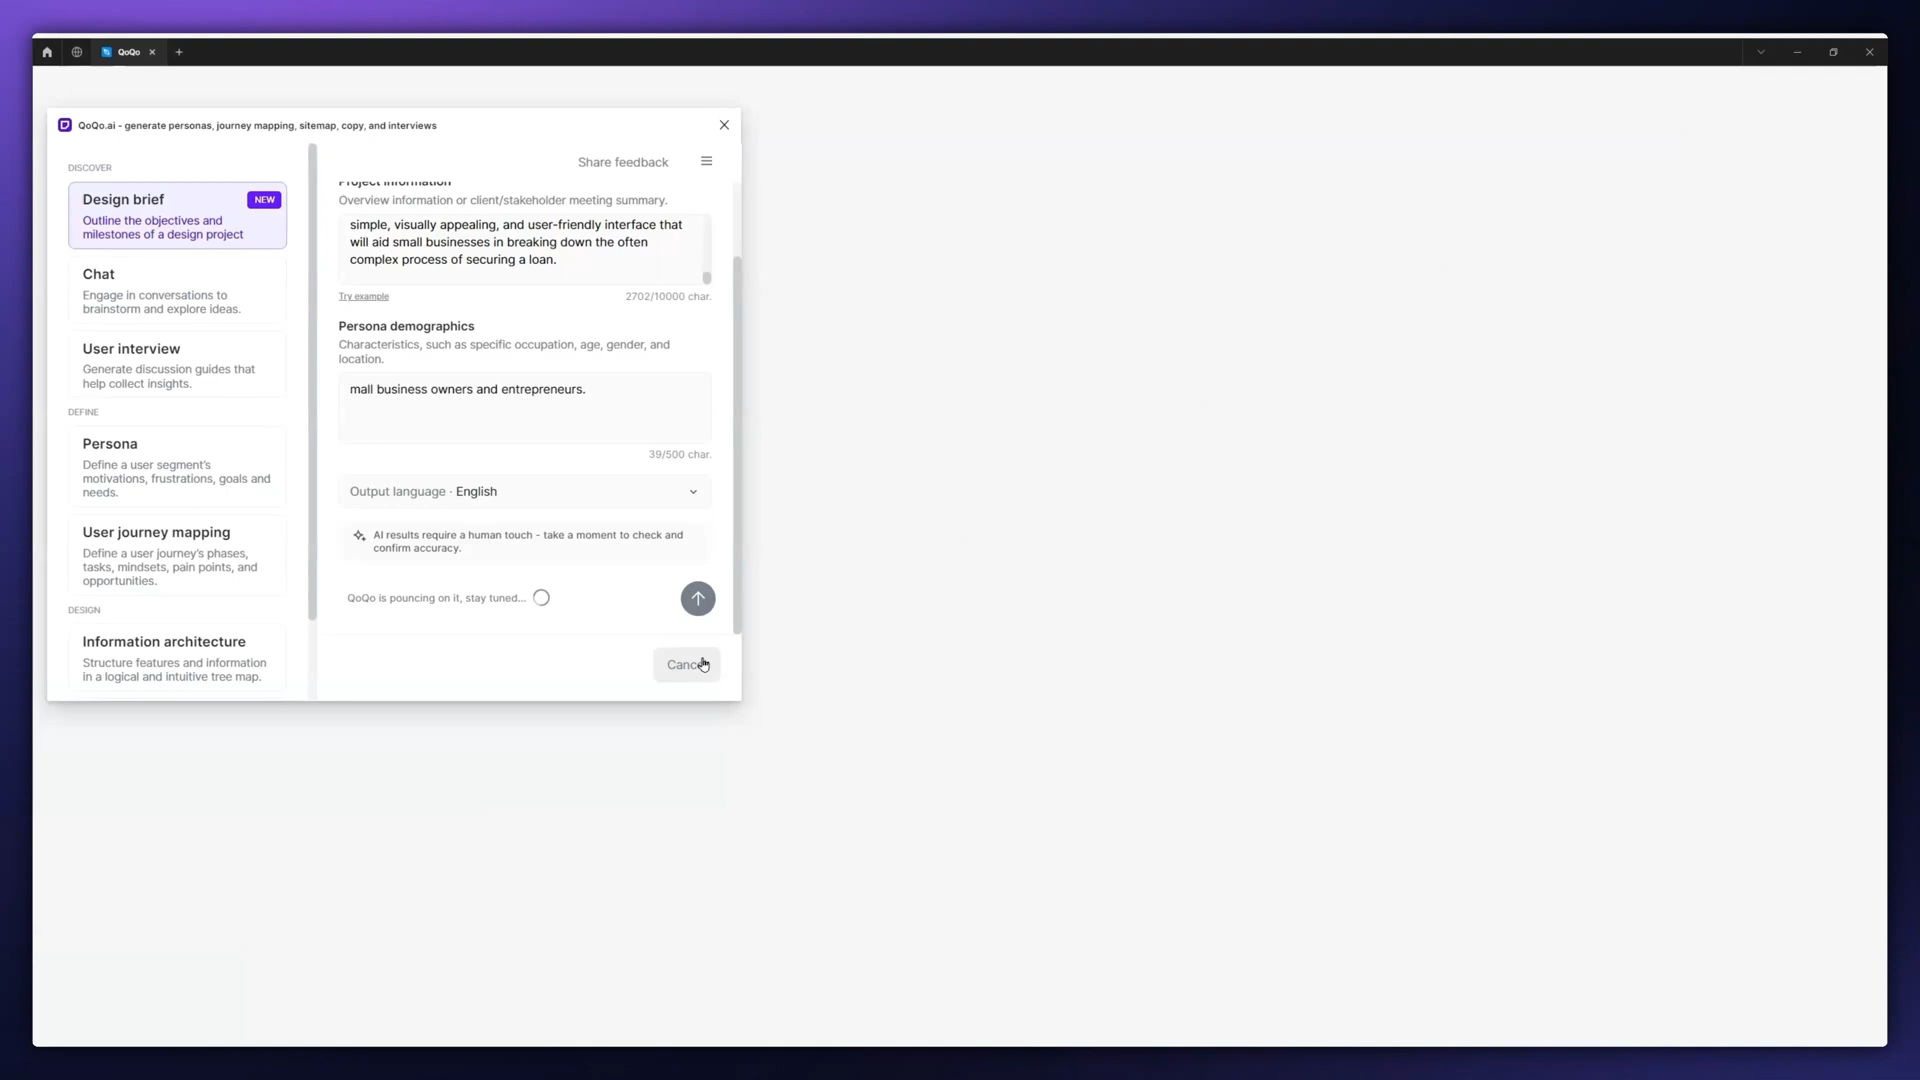 QoQo
QoQo.ai - generate personas, journey mapping, sitemap, copy, and interviews
DISCOVER
Design brief
NEW
Outline the objectives and
milestones of a design project
Chat
Engage in conversations to
brainstorm and explore ideas.
User interview
Generate discussion guides that
help collect insights.
DEFINE
Persona
Define a user segment's
motivations, frustrations, goals and
needs.
User journey mapping
Define a user journey's phases,
tasks, mindsets, pain points, and
opportunities.
DESIGN
Information architecture
Structure features and information
in a logical and intuitive tree map.
Share feedback
Project information
Overview information or client/stakeholder meeting summary.
simple, visually appealing, and user-friendly interface that
will aid small businesses in breaking down the often
complex process of securing a loan.
Try example
2702/10000 char.
Persona demographics
Characteristics, such as specific occupation, age, gender, and
location.
mall business owners and entrepreneurs.
39/500 char.
Output language · English
AI results require a human touch - take a moment to check and
confirm accuracy.
QoQo is pouncing on it, stay tuned...
Cancel